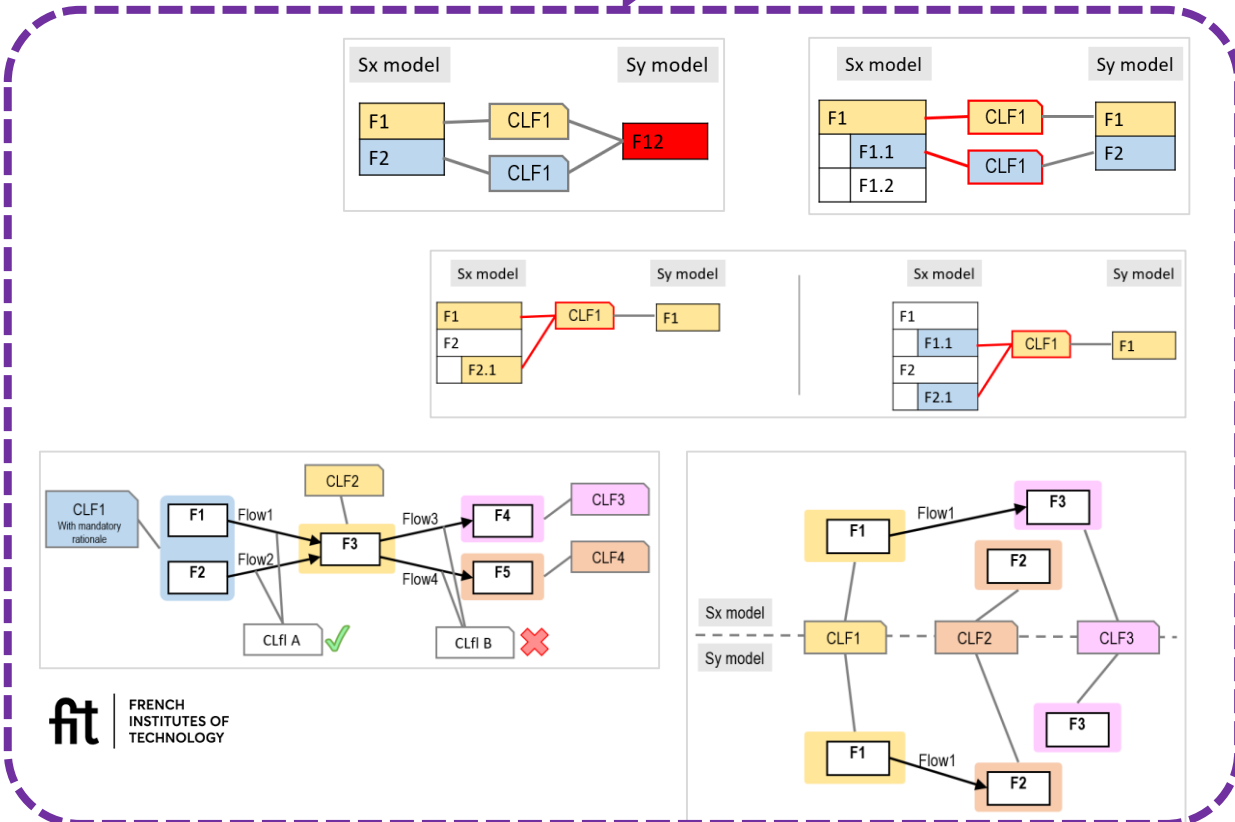 Sx model
Sy model
F1
CLF1
F12
F2
CLF1
Sx model
Sy model
F1
CLF1
F1
F1.1
CLF1
F2
F1.2
Sx model
Sy model
F1
CLF1
F1
F2
F2.1
Sx model
Sy model
F1
F1.1
CLF1
F1
F2
F2.1
CLF1
With mandatory
rationale
F1
Flow1
F2
Flow2
CLF2
F3
Flow3
Flow4
F4
F5
CLF3
CLF4
CLfl A
CLfl B
F1
Flow1
F3
F2
Sx model
CLF1
CLF2
CLF3
Sy model
F3
F1
Flow1
F2
fit
FRENCH
INSTITUTES OF
TECHNOLOGY